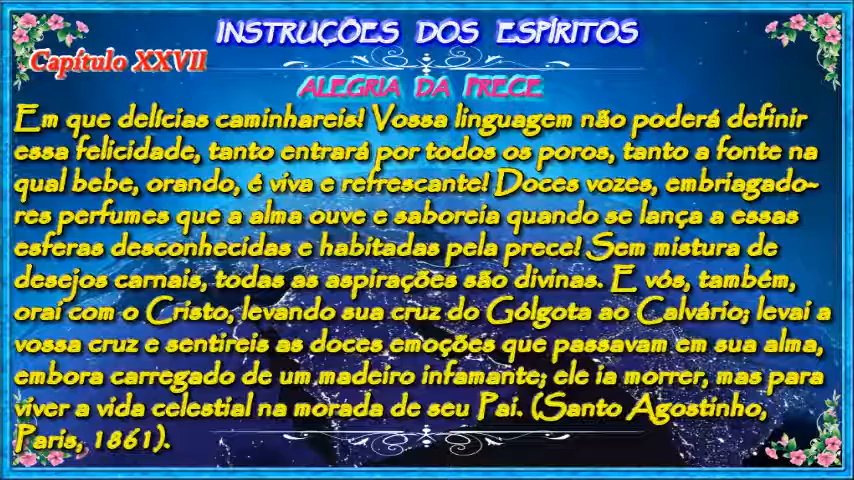 INSTRUÇÕES DOS ESPÍRITOS
Capítulo XXVII
ALEGRIA DA PRECE
Em que delícias caminhareis! Vossa linguagem não poderá definir
essa felicidade, tanto entrará por todos os poros, tanto a fonte na
qual bebe, orando, é viva e refrescante! Doces vozes, embriagado-
res perfumes que a alma ouve e saboreia quando se lança a essas
esferas desconhecidas e habitadas pela prece! Sem mistura de
desejos carnais, todas as aspirações são divinas. E vós, também,
orai com o Cristo, levando sua cruz do Gólgota ao Calvário; levai a
vossa cruz e sentireis as doces emoções que passavam em sua alma,
embora carregado de um madeiro infamante; ele ia morrer, mas para
viver a vida celestial na morada de seu Pai. (Santo Agostinho,
Paris, 1861).